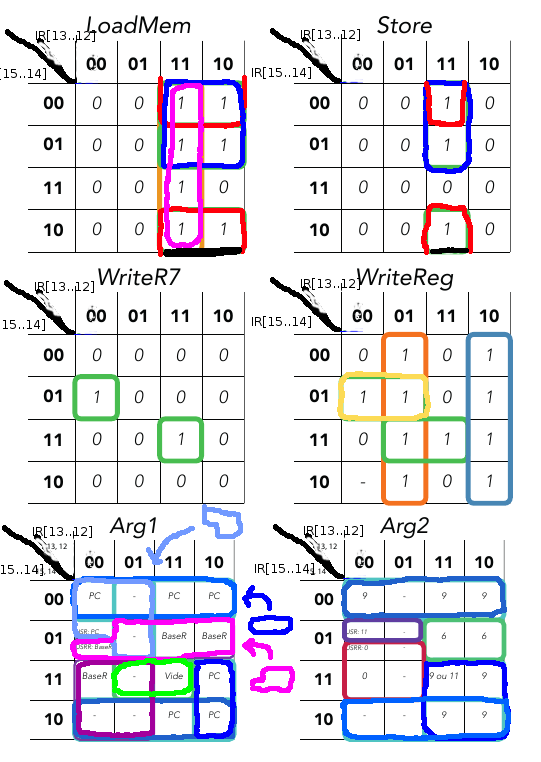 LoadMem Store
IR[13..12] IR[13..12]
00 01 11 10 00 01 11 10
[15..14] IR[15..14]
00 0 0 1 1 00 0 0 1 0
01 0 0 1 1 01 0 0 1 0
11 0 0 1 0 11 0 0 0 0
10 0 0 1 1 10 0 0 1 0
WriteR7 WriteReg
IR[13..12] IR[13..12]
00 01 11 10 00 01 11 10
15..14] IR[15..14]
00 0 0 0 0 00 0 1 0 1
01 1 0 0 0 01 1 1 0 1
11 0 0 1 0 11 0 1 1 1
10 0 0 0 0 10 - 1 0 1
Arg1 Arg2
IR[13..12] IR[13..12]
13, 12
00 01 11 10 00 01 11 10
15..14] IR[15..14]
00 PC - PC PC 00 9 - 9 9
01 JSR: PC - BaseR BaseR 01 JSR: 11 - 6 6
JSRR: BaseR JSRR: 0
11 BaseR - Vide PC 11 0 - 9 ou 11 9
10 - - PC PC 10 - - 9 9